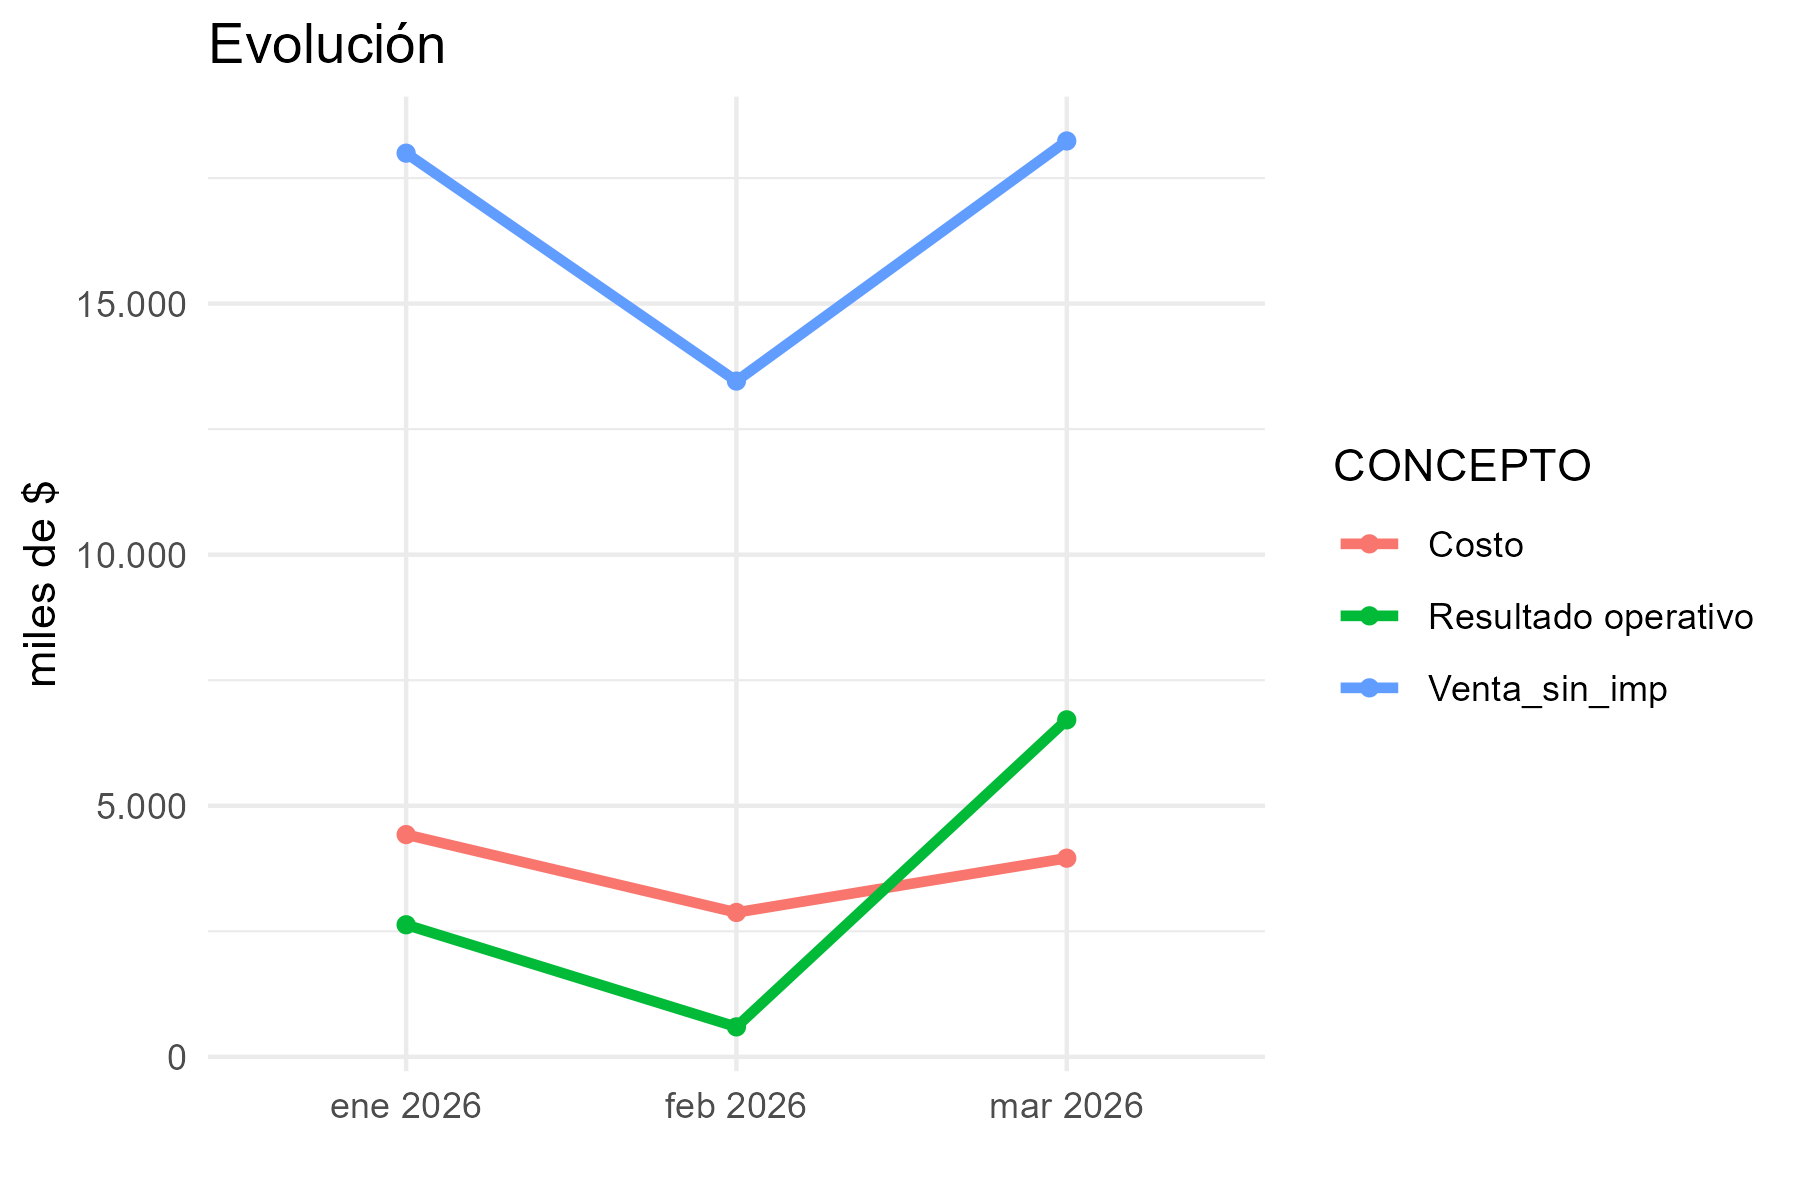 Evolución
miles de $
15.000
10.000
5.000
0
ene 2026
feb 2026
mar 2026
CONCEPTO
Costo
Resultado operativo
Venta_sin_imp